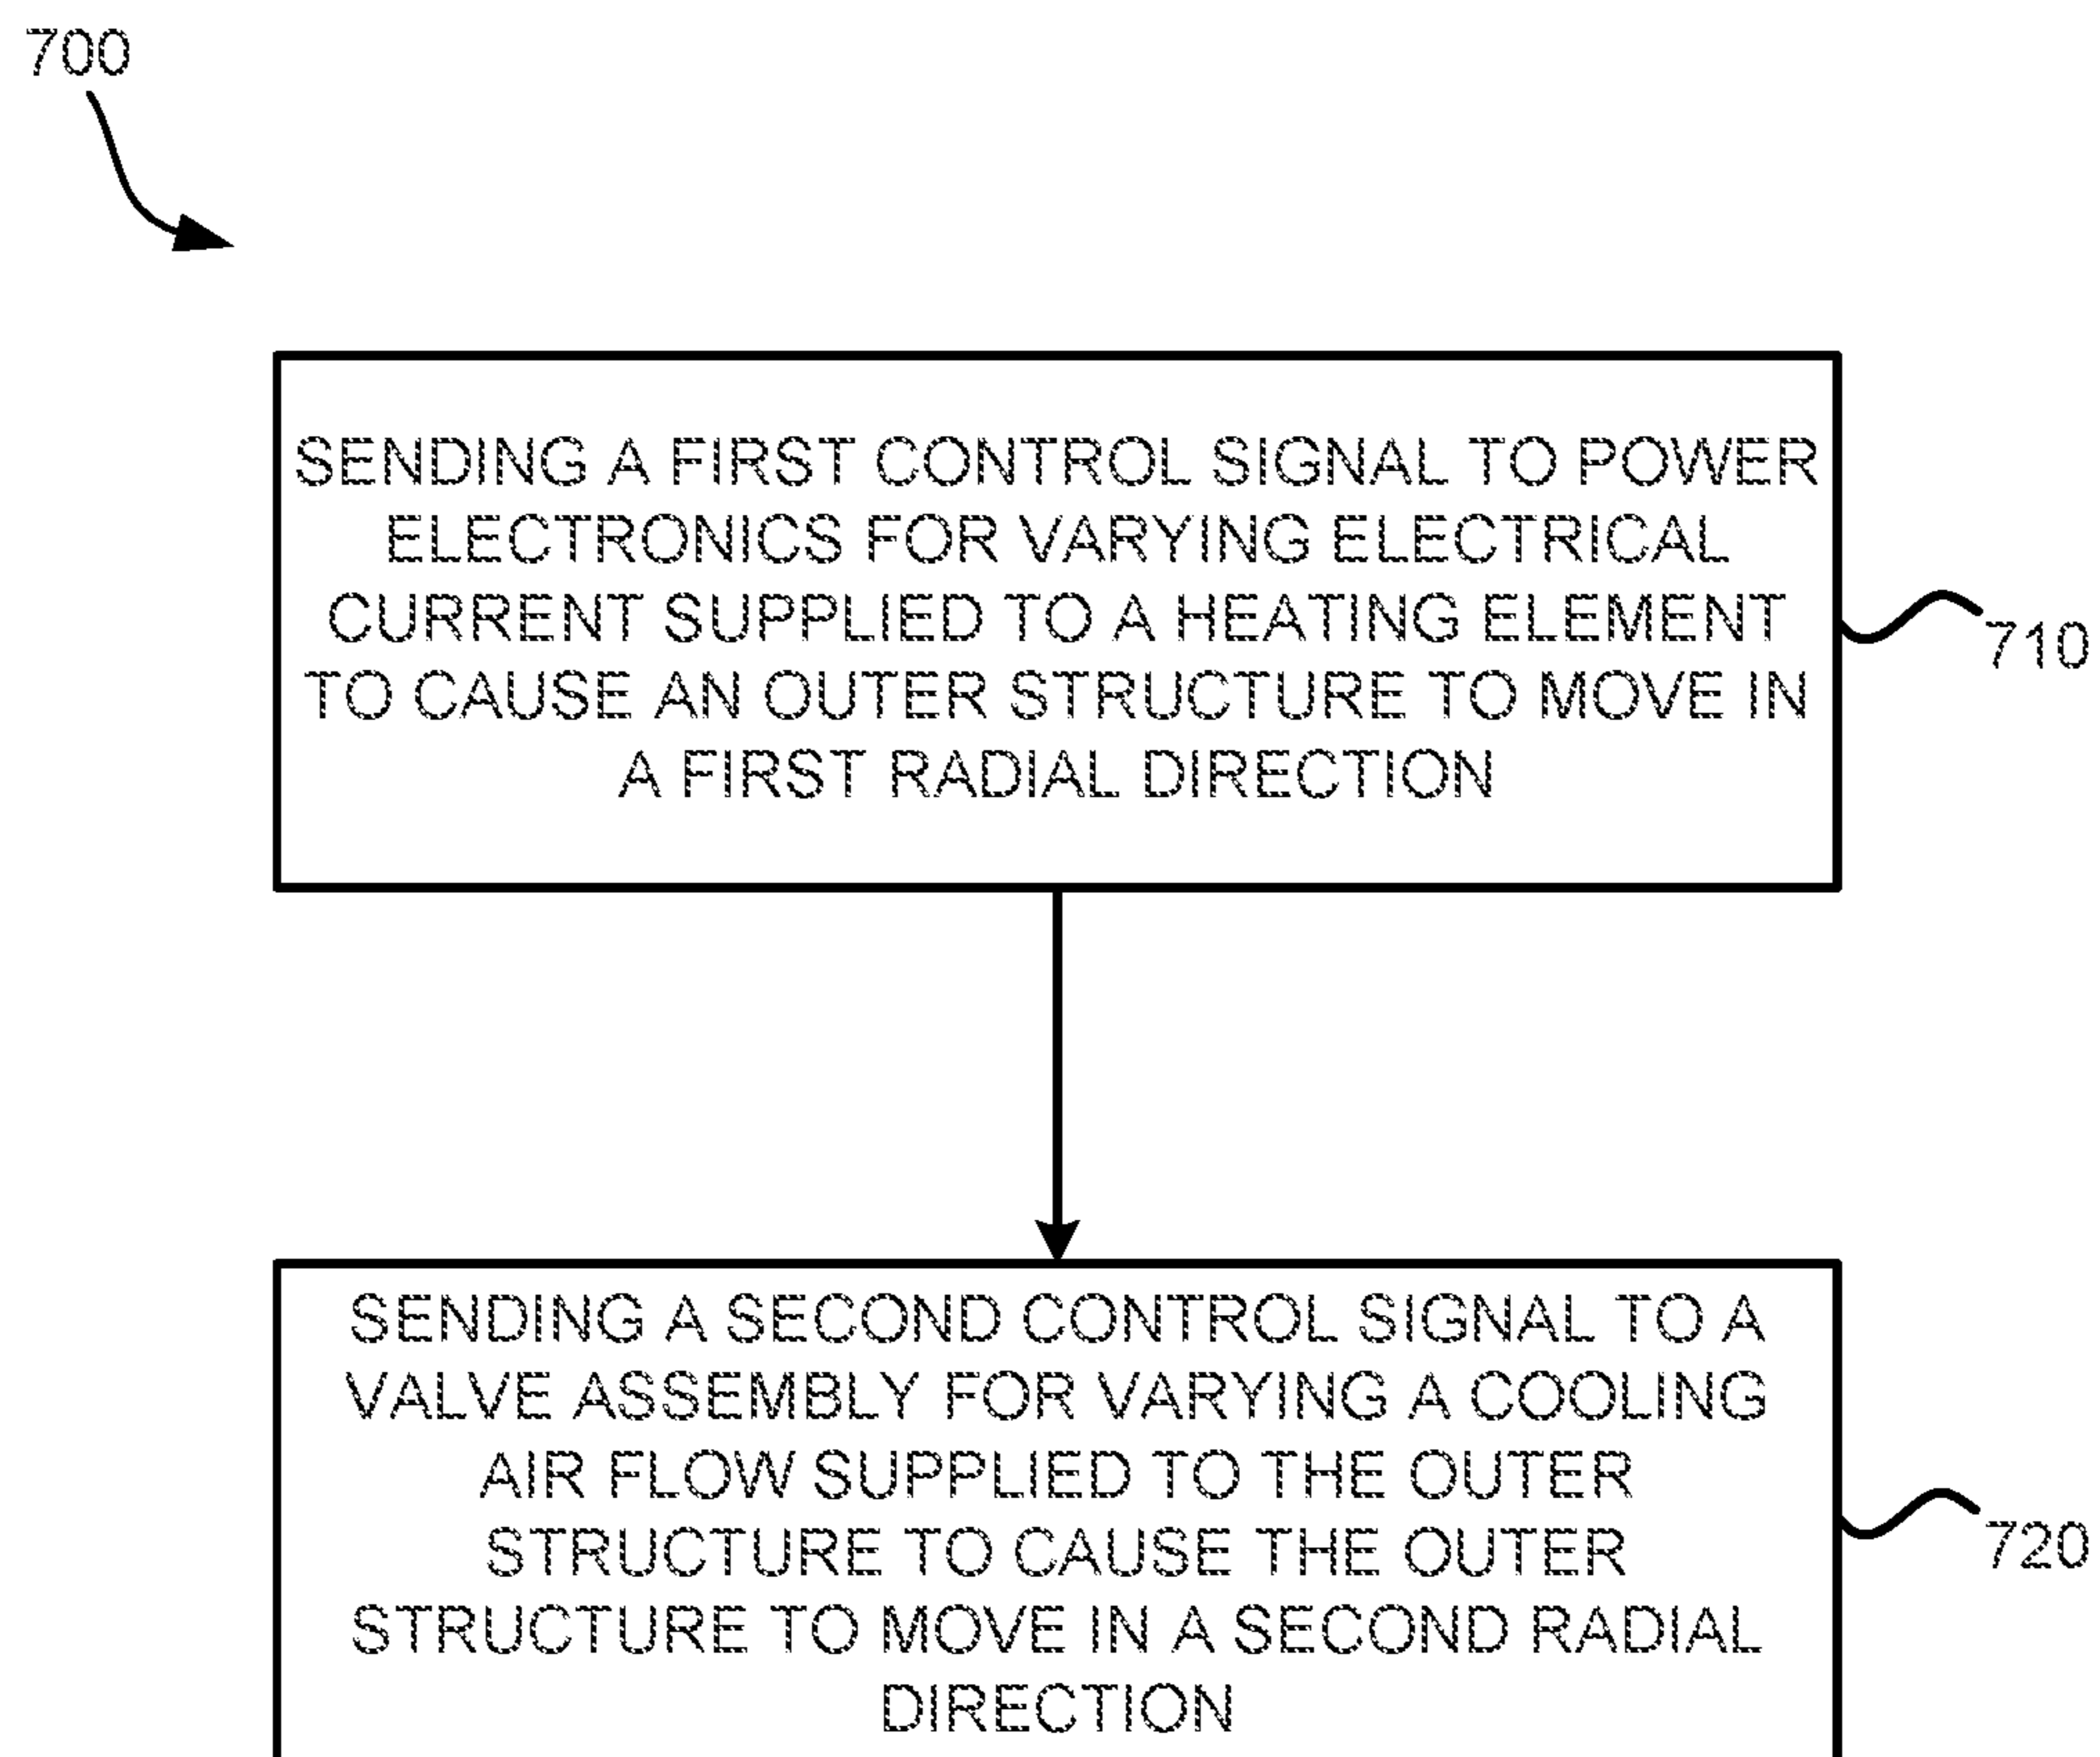 700
SENDING A FIRST CONTROL SIGNAL TO POWER
ELECTRONICS FOR VARYING ELECTRICAL
CURRENT SUPPLIED TO A HEATING ELEMENT
TO CAUSE AN OUTER STRUCTURE TO MOVE IN
A FIRST RADIAL DIRECTION
710
SENDING A SECOND CONTROL SIGNAL TO A
VALVE ASSEMBLY FOR VARYING A COOLING
AIR FLOW SUPPLIED TO THE OUTER
STRUCTURE TO CAUSE THE OUTER
STRUCTURE TO MOVE IN A SECOND RADIAL
DIRECTION
720